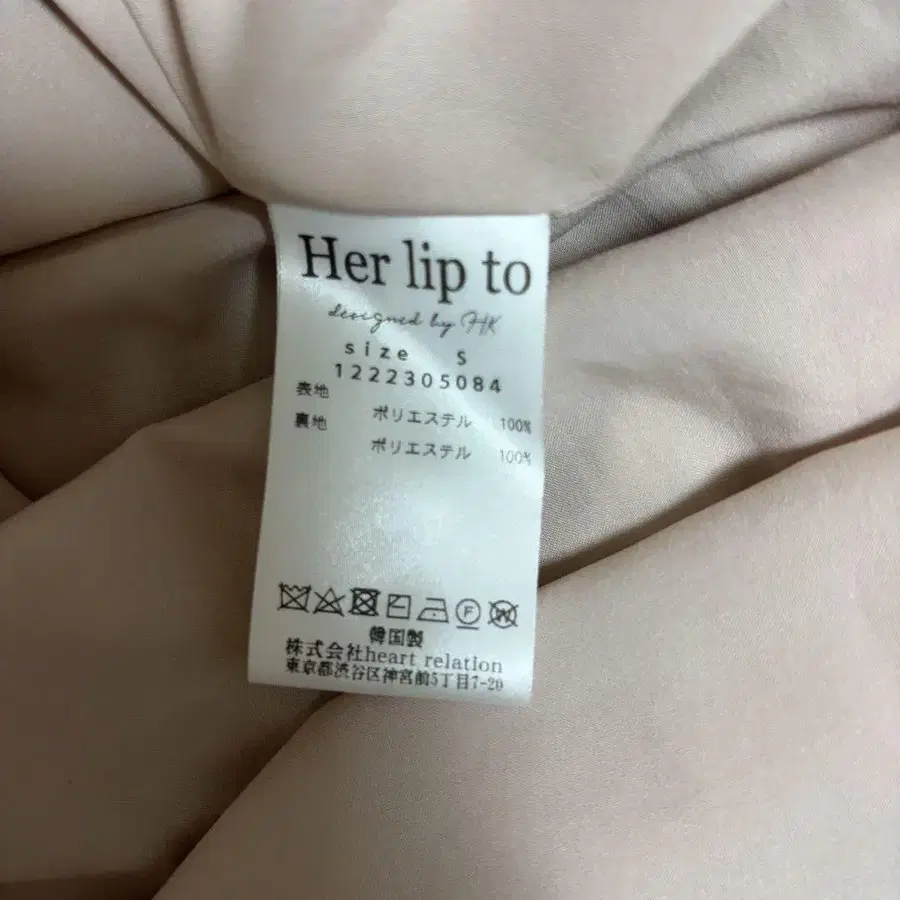 Her lip to
designed by HK
size S
1222305084
表地
ポリエステル 100%
裏地
ポリエステル 100%
F W
韓国製
株式会社heart relation
東京都渋谷区神宮前5丁目7-20